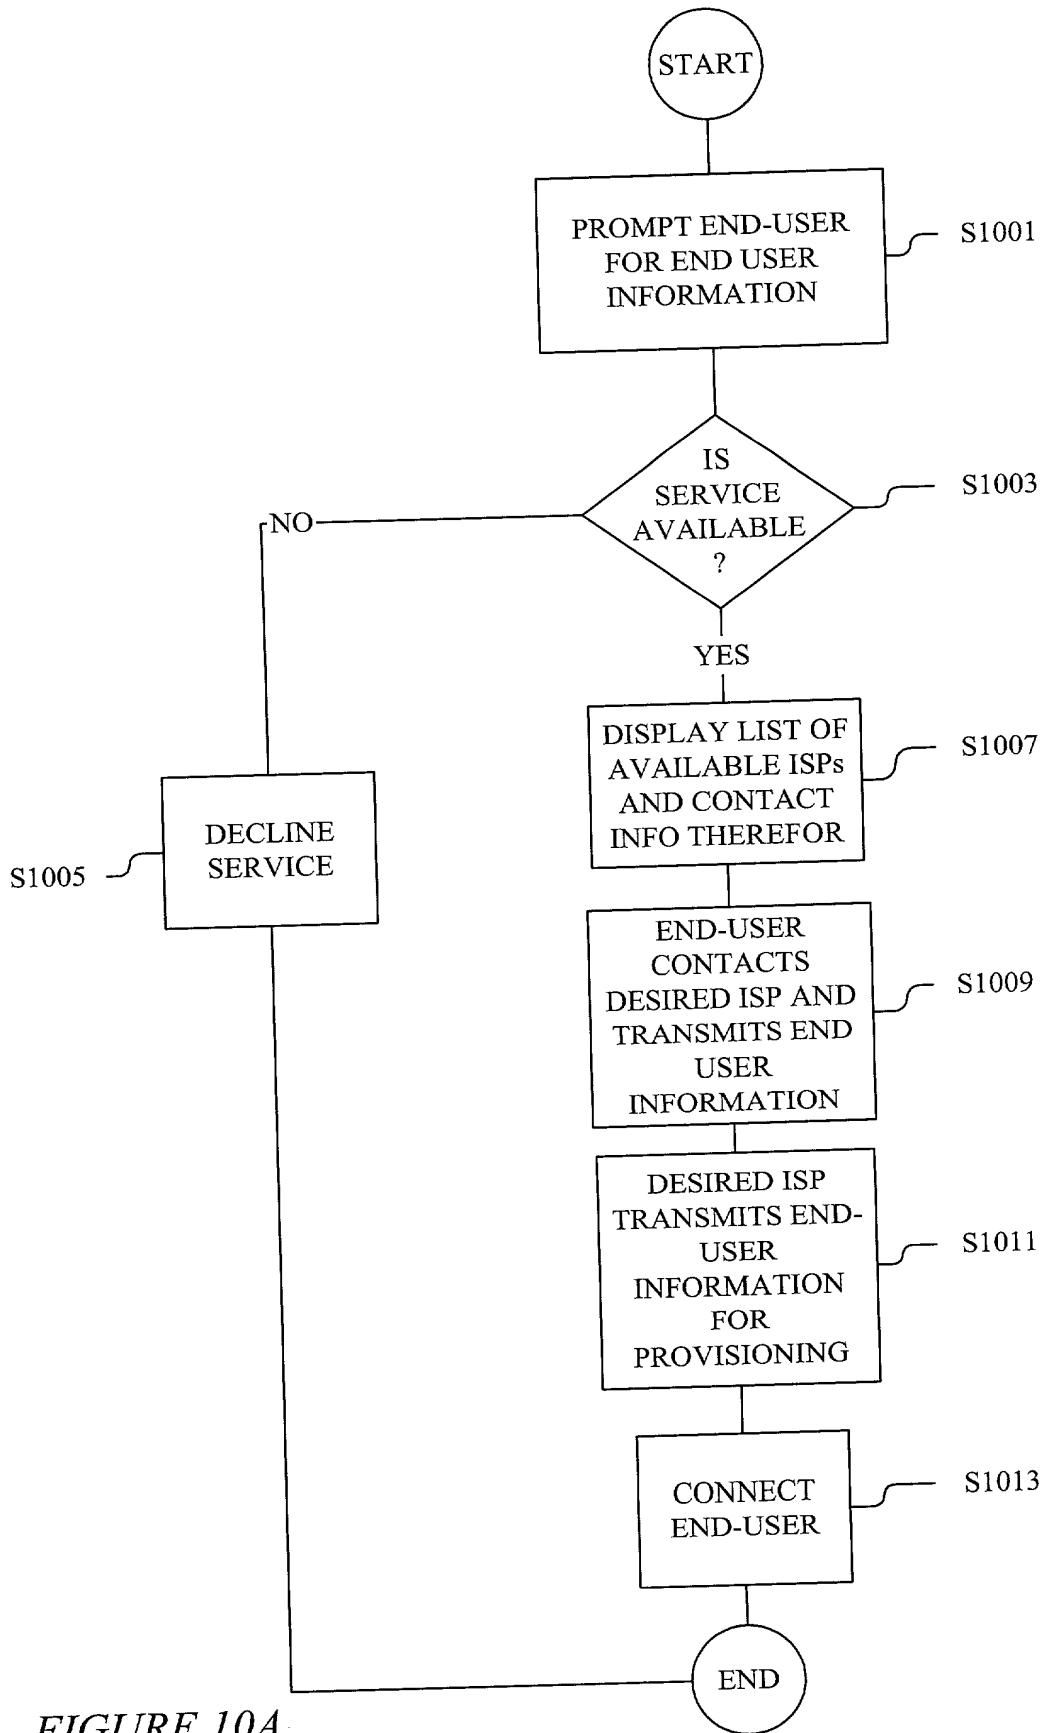 START
PROMPT END-USER
FOR END USER
INFORMATION
S1001
IS
SERVICE
AVAILABLE
?
S1003
NO
YES
DISPLAY LIST OF
AVAILABLE ISPs
AND CONTACT
INFO THEREFOR
S1007
DECLINE
SERVICE
S1005
END-USER
CONTACTS
DESIRED ISP AND
TRANSMITS END
USER
INFORMATION
S1009
DESIRED ISP
TRANSMITS END-
USER
INFORMATION
FOR
PROVISIONING
S1011
CONNECT
END-USER
S1013
END
FIGURE 10A